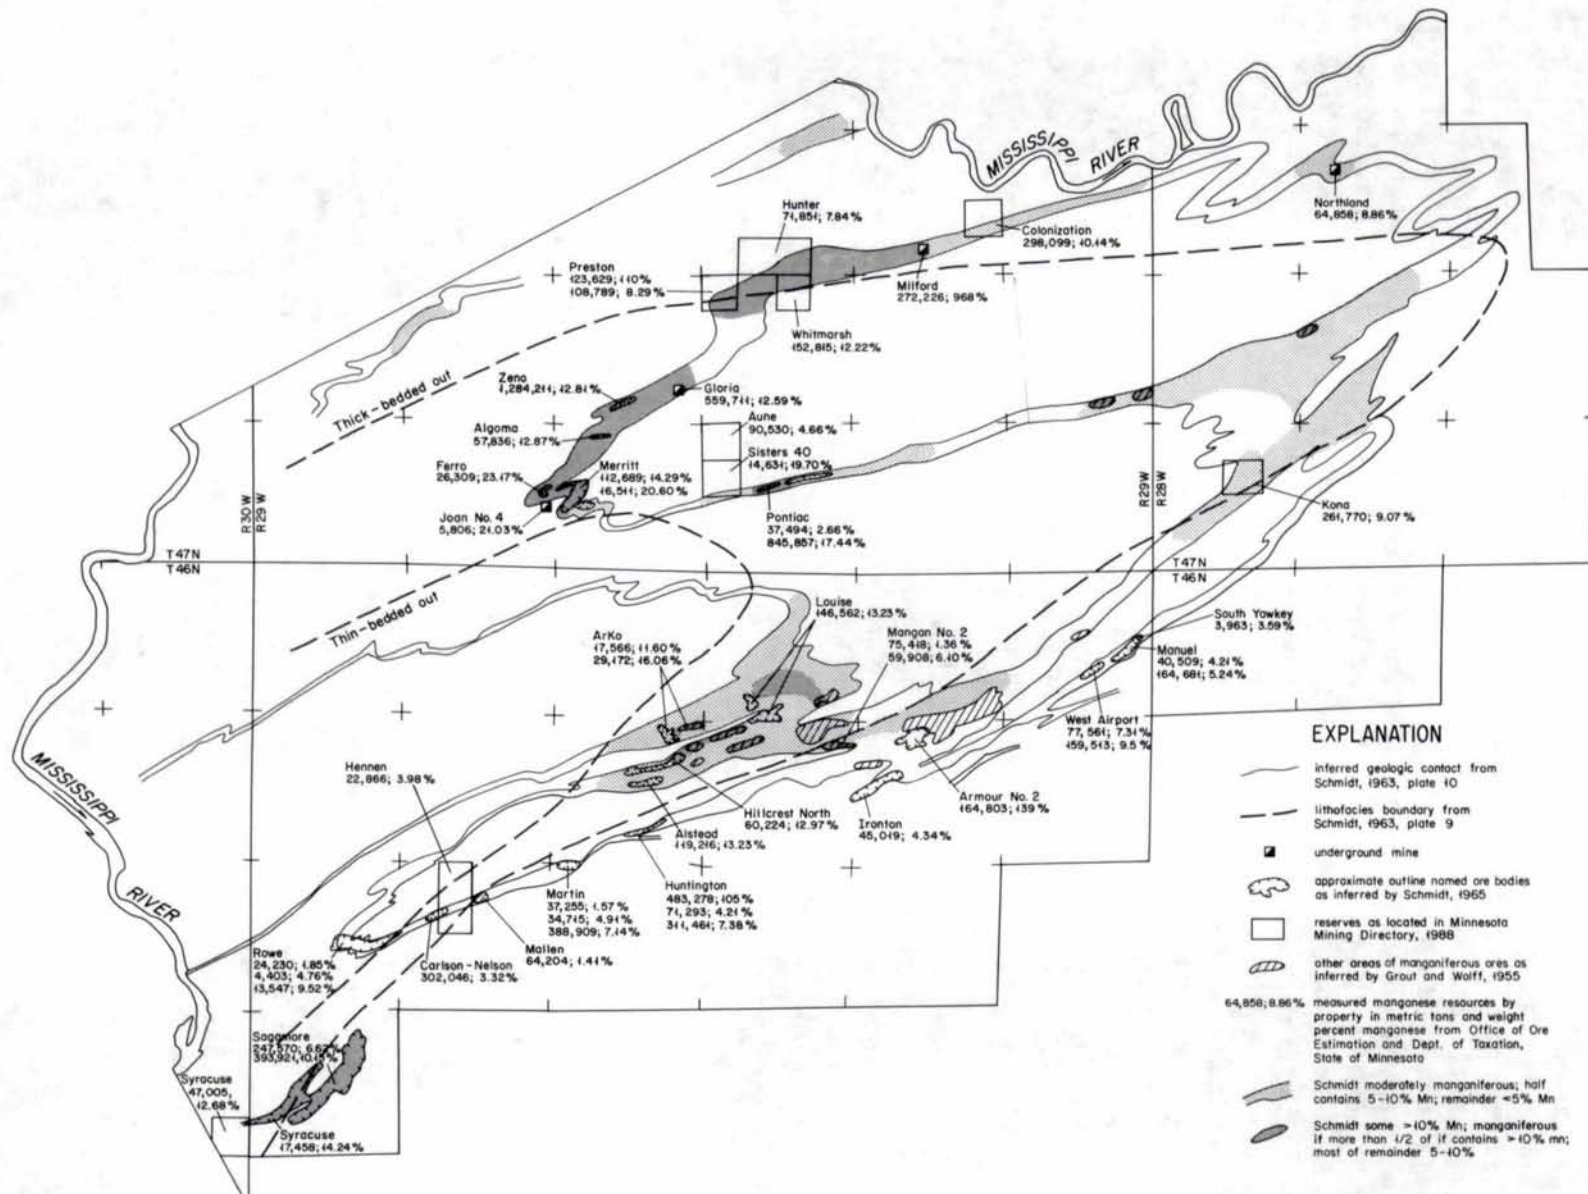 MISSISSIPPI
RIVER
Northland
64,858; 8.86%
Hunter
71,851; 7.84%
Colonization
298,099; 10.14%
Preston
123,629; 1.10%
108,789; 8.29%
Milford
272,226; 968%
Whitmarsh
152,815; 12.22%
Thick-bedded out
Zeno
1,284,211; 12.81%
Gloria
559,711; 12.59%
Aune
90,530; 4.66%
Algoma
57,836; 12.87%
Sisters 40
14,631; 19.70%
Ferro
26,309; 23.17%
Merritt
112,689; 14.29%
16,511; 20.60%
R30W
R29W
R29W
R28W
Kona
261,770; 9.07%
Joan No. 4
5,806; 21.03%
Pontiac
37,494; 2.66%
845,857; 17.44%
T47N
T46N
T47N
T46N
Thin-bedded out
Louise
146,562; 13.23%
ArKo
17,566; 11.60%
29,172; 16.06%
Mangan No. 2
75,418; 1.36%
59,908; 6.10%
South Yawkey
3,963; 3.59%
Manuel
40,509; 4.21%
164,681; 5.24%
West Airport
77,561; 7.31%
159,513; 9.5%
MISSISSIPPI
RIVER
Hennen
22,866; 3.98%
Hillcrest North
60,224; 12.97%
Armour No. 2
164,803; 139%
Ironton
45,019; 4.34%
Alstead
119,216; 13.23%
Martin
37,255; 1.57%
34,715; 4.91%
388,909; 7.14%
Huntington
483,278; 105%
71,293; 4.21%
311,461; 7.38%
Mallen
64,204; 1.41%
Rowe
24,230; 1.85%
4,403; 4.76%
13,547; 9.52%
Carlson-Nelson
302,046; 3.32%
Sagamore
247,570; 6.62%
393,921; 10.15%
Syracuse
47,005,
12.68%
Syracuse
17,458; 14.24%
EXPLANATION
inferred geologic contact from
Schmidt, 1963, plate 10
lithofacies boundary from
Schmidt, 1963, plate 9
underground mine
approximate outline named ore bodies
as inferred by Schmidt, 1965
reserves as located in Minnesota
Mining Directory, 1988
other areas of manganiferous ores as
inferred by Grout and Wolff, 1955
64,858; 8.86% measured manganese resources by
property in metric tons and weight
percent manganese from Office of Ore
Estimation and Dept. of Taxation,
State of Minnesota
Schmidt moderately manganiferous; half
contains 5-10% Mn; remainder <5% Mn
Schmidt some >10% Mn; manganiferous
if more than 1/2 of if contains >10% mn;
most of remainder 5-10%